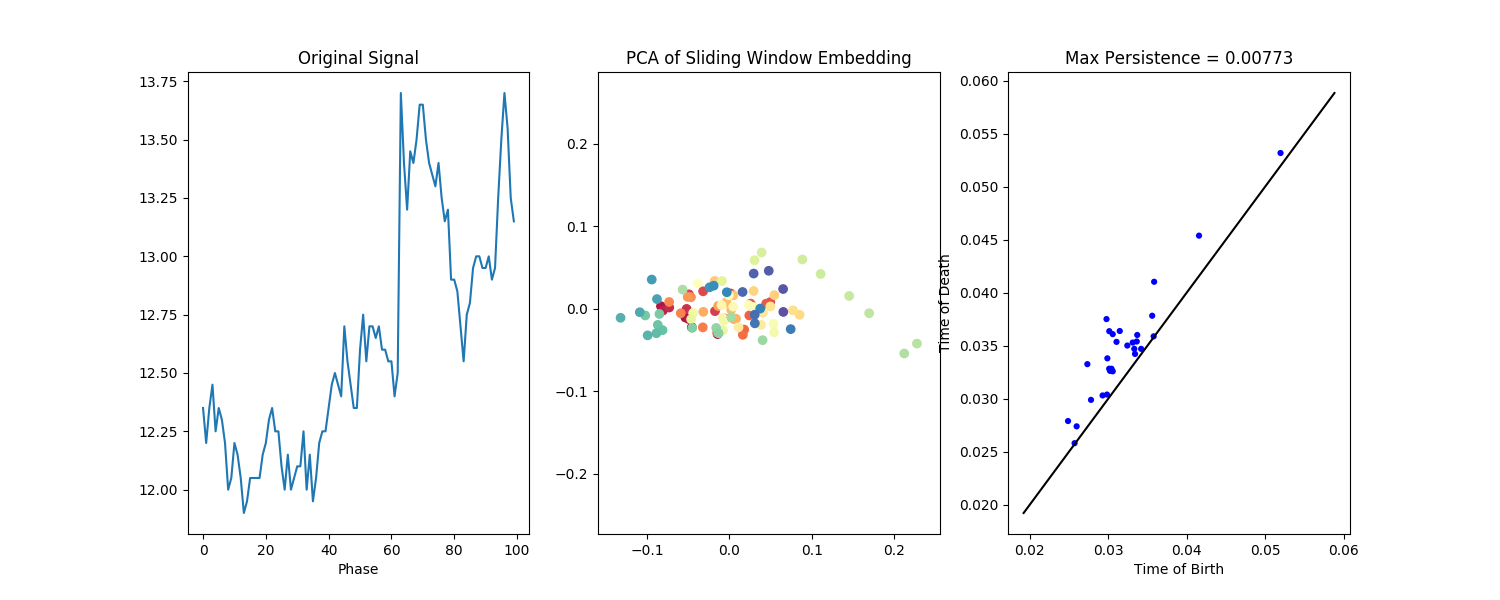 Original Signal
13.75
13.50
13.25
13.00
12.75
12.50
12.25
12.00
0 20 40 60 80 100
Phase
PCA of Sliding Window Embedding
0.2
0.1
0.0
−0.1
−0.2
−0.1 0.0 0.1 0.2
Max Persistence = 0.00773
Time of Death
0.060
0.055
0.050
0.045
0.040
0.035
0.030
0.025
0.020
0.02 0.03 0.04 0.05 0.06
Time of Birth